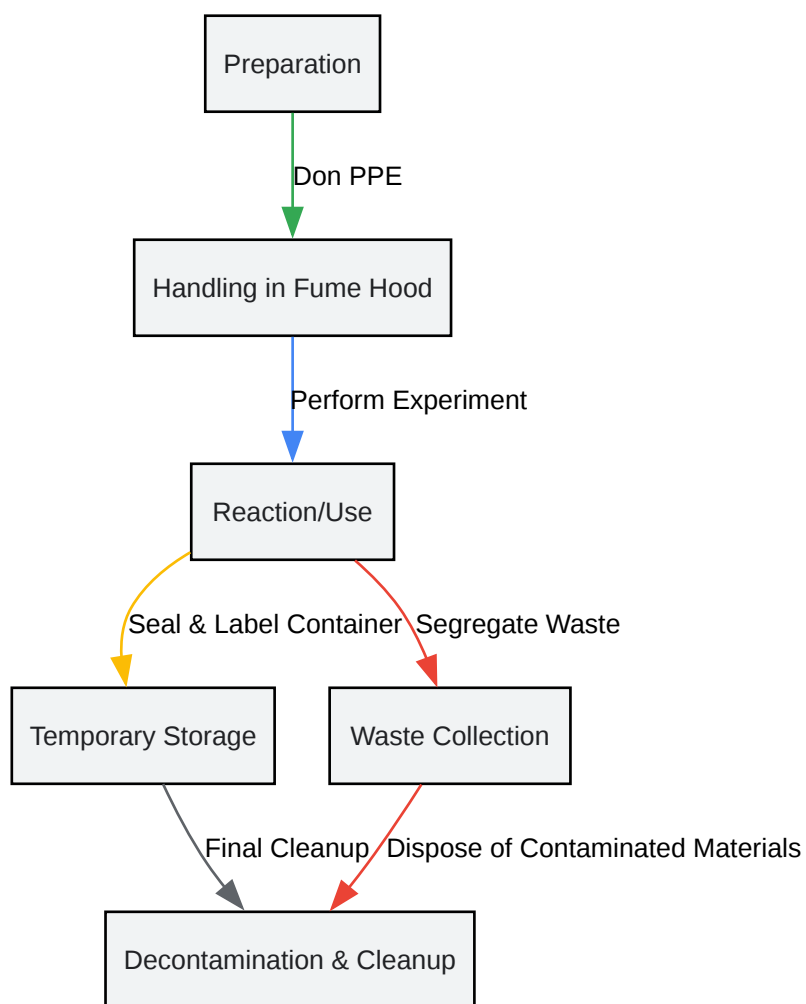 Preparation
Don PPE
Handling in Fume Hood
Perform Experiment
Reaction/Use
Seal & Label Container
Segregate Waste
Temporary Storage
Waste Collection
Final Cleanup
Dispose of Contaminated Materials
Decontamination & Cleanup